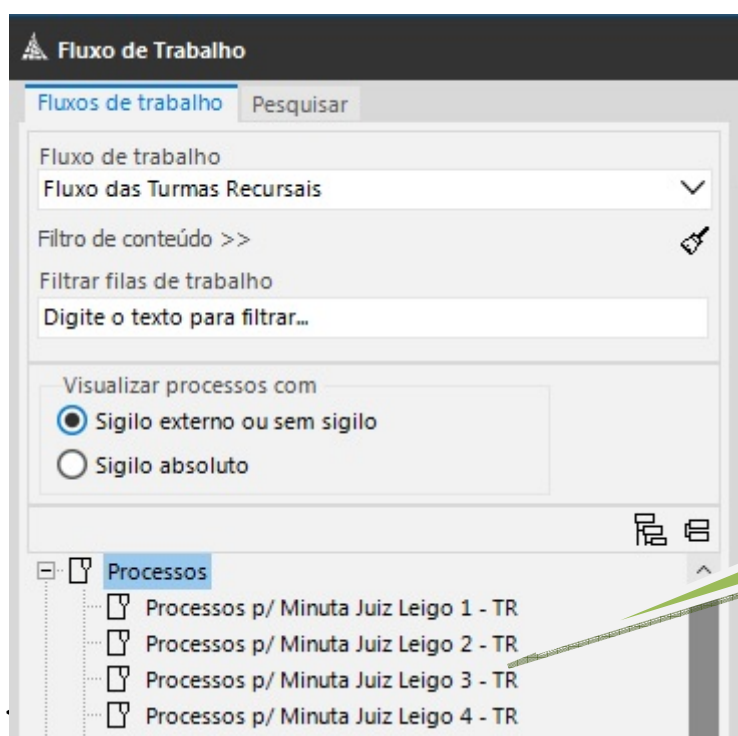 Fluxo de Trabalho
Fluxos de trabalho Pesquisar
Fluxo de trabalho
Fluxo das Turmas Recursais
Filtro de conteúdo >>
Filtrar filas de trabalho
Digite o texto para filtrar...
Visualizar processos com
Sigilo externo ou sem sigilo
Sigilo absoluto
Processos
Processos p/ Minuta Juiz Leigo 1 - TR
Processos p/ Minuta Juiz Leigo 2 - TR
Processos p/ Minuta Juiz Leigo 3 - TR
Processos p/ Minuta Juiz Leigo 4 - TR